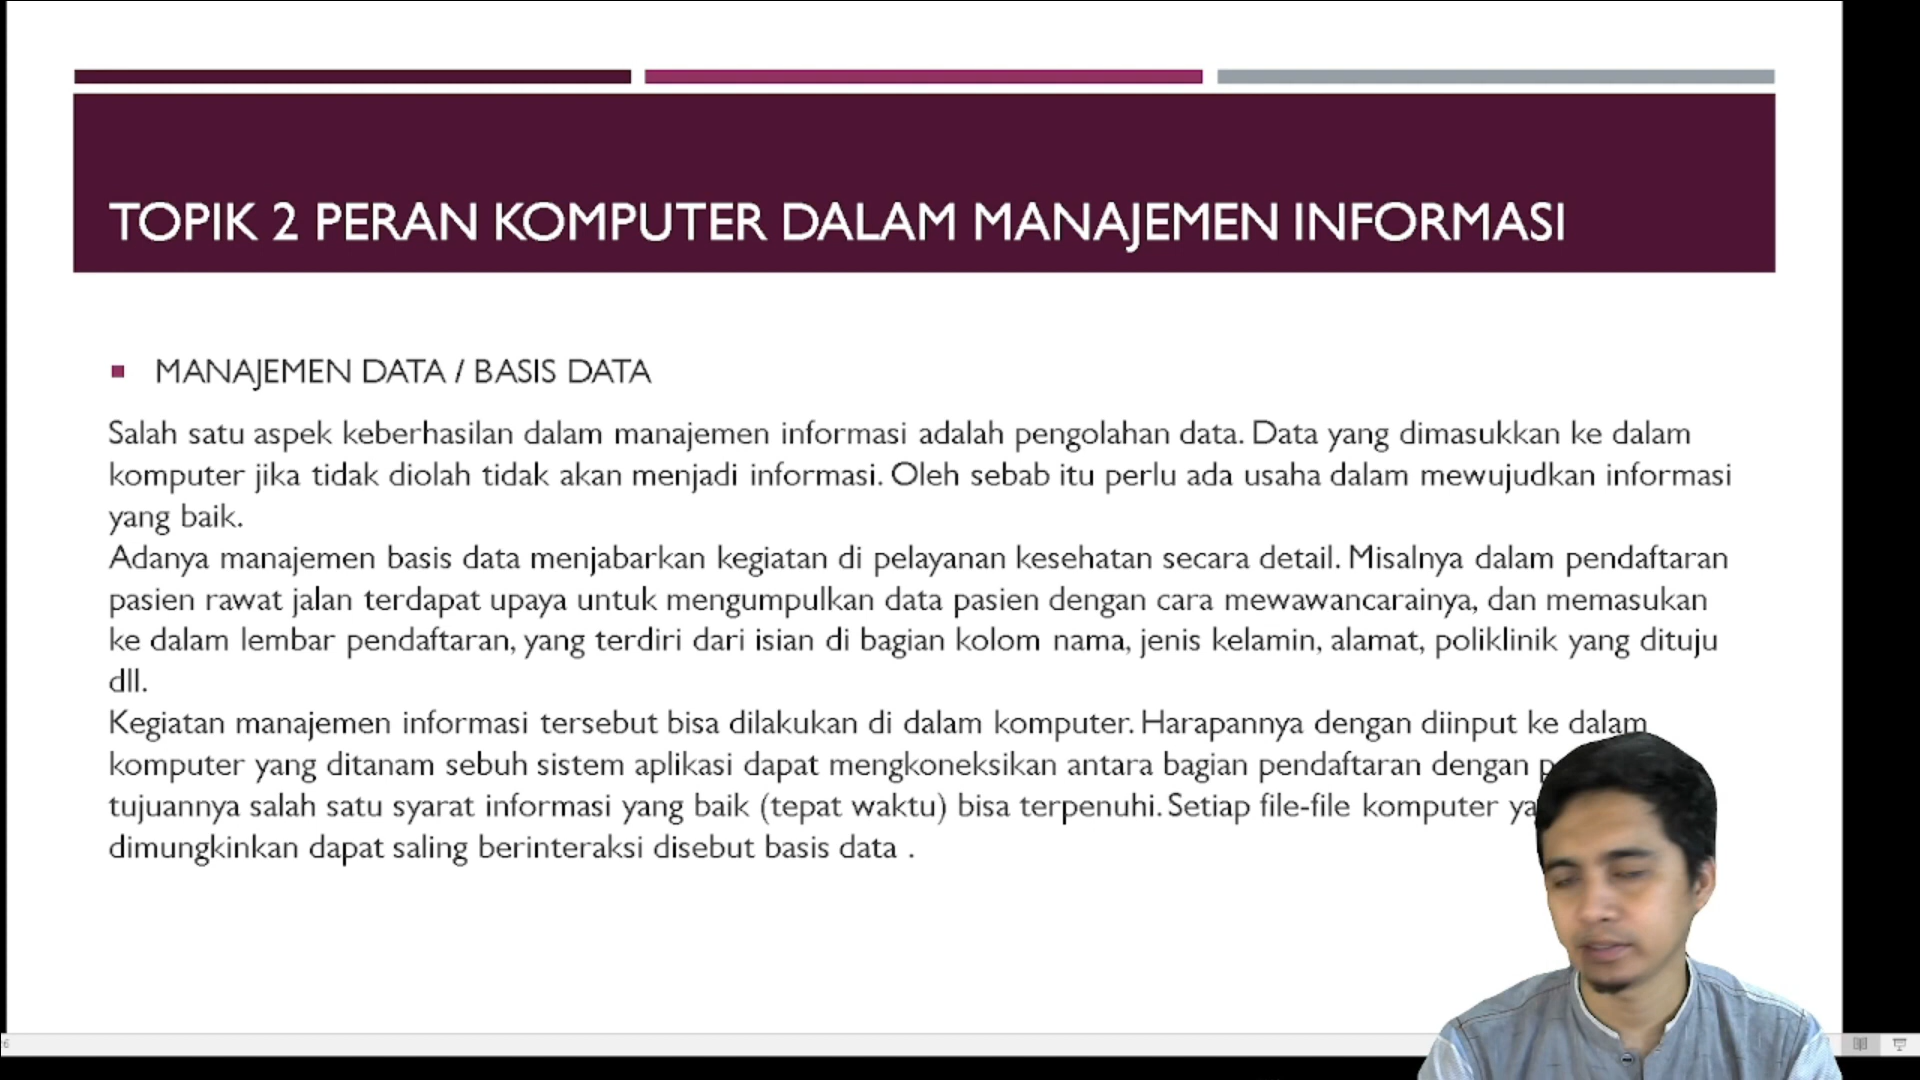 TOPIK 2 PERAN KOMPUTER DALAM MANAJEMEN INFORMASI
MANAJEMEN DATA / BASIS DATA
Salah satu aspek keberhasilan dalam manajemen informasi adalah pengolahan data. Data yang dimasukkan ke dalam
komputer jika tidak diolah tidak akan menjadi informasi. Oleh sebab itu perlu ada usaha dalam mewujudkan informasi
yang baik.
Adanya manajemen basis data menjabarkan kegiatan di pelayanan kesehatan secara detail. Misalnya dalam pendaftaran
pasien rawat jalan terdapat upaya untuk mengumpulkan data pasien dengan cara mewawancarainya, dan memasukan
ke dalam lembar pendaftaran, yang terdiri dari isian di bagian kolom nama, jenis kelamin, alamat, poliklinik yang dituju
dll.
Kegiatan manajemen informasi tersebut bisa dilakukan di dalam komputer. Harapannya dengan diinput ke dalam
komputer yang ditanam sebuh sistem aplikasi dapat mengkoneksikan antara bagian pendaftaran dengan
tujuannya salah satu syarat informasi yang baik (tepat waktu) bisa terpenuhi. Setiap file-file komputer
dimungkinkan dapat saling berinteraksi disebut basis data .